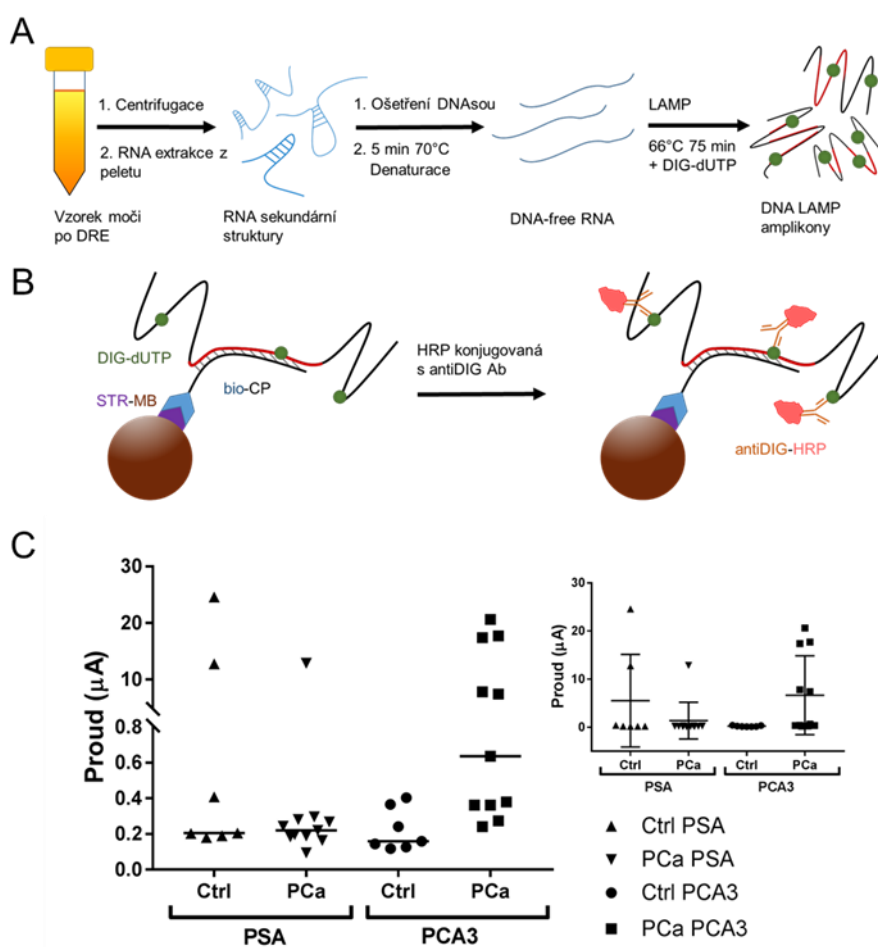 A
1. Centrifugace
2. RNA extrakce z
peletu
1. Ošetření DNAsou
2. 5 min 70°C
Denaturace
LAMP
66°C 75 min
+ DIG-dUTP
Vzorek moči
po DRE
RNA sekundární
struktury
DNA-free RNA
DNA LAMP
amplikony
B
DIG-dUTP
STR-MB
bio-CP
HRP konjugovaná
s antiDIG Ab
antiDIG-HRP
C
Proud (µA)
30
20
10
0.8
0.6
0.4
0.2
0.0
Ctrl
PCa
Ctrl
PCa
PSA
PCA3
Proud (µA)
30
20
10
0
Ctrl
PCa
Ctrl
PCa
PSA
PCA3
Ctrl PSA
PCa PSA
Ctrl PCA3
PCa PCA3